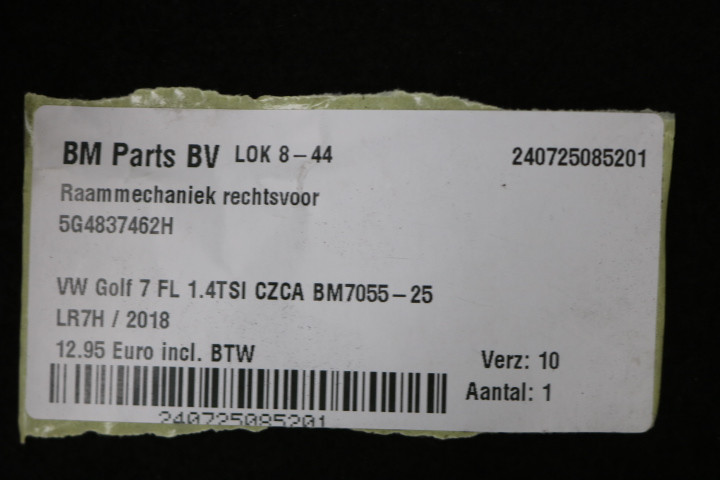 BM Parts BV LOK 8-44 240725085201
Raammechaniek rechtsvoor
5G4837462H
VW Golf 7 FL 1.4TSI CZCA BM7055-25
LR7H / 2018
12.95 Euro incl. BTW
Verz: 10
Aantal: 1
240725085201